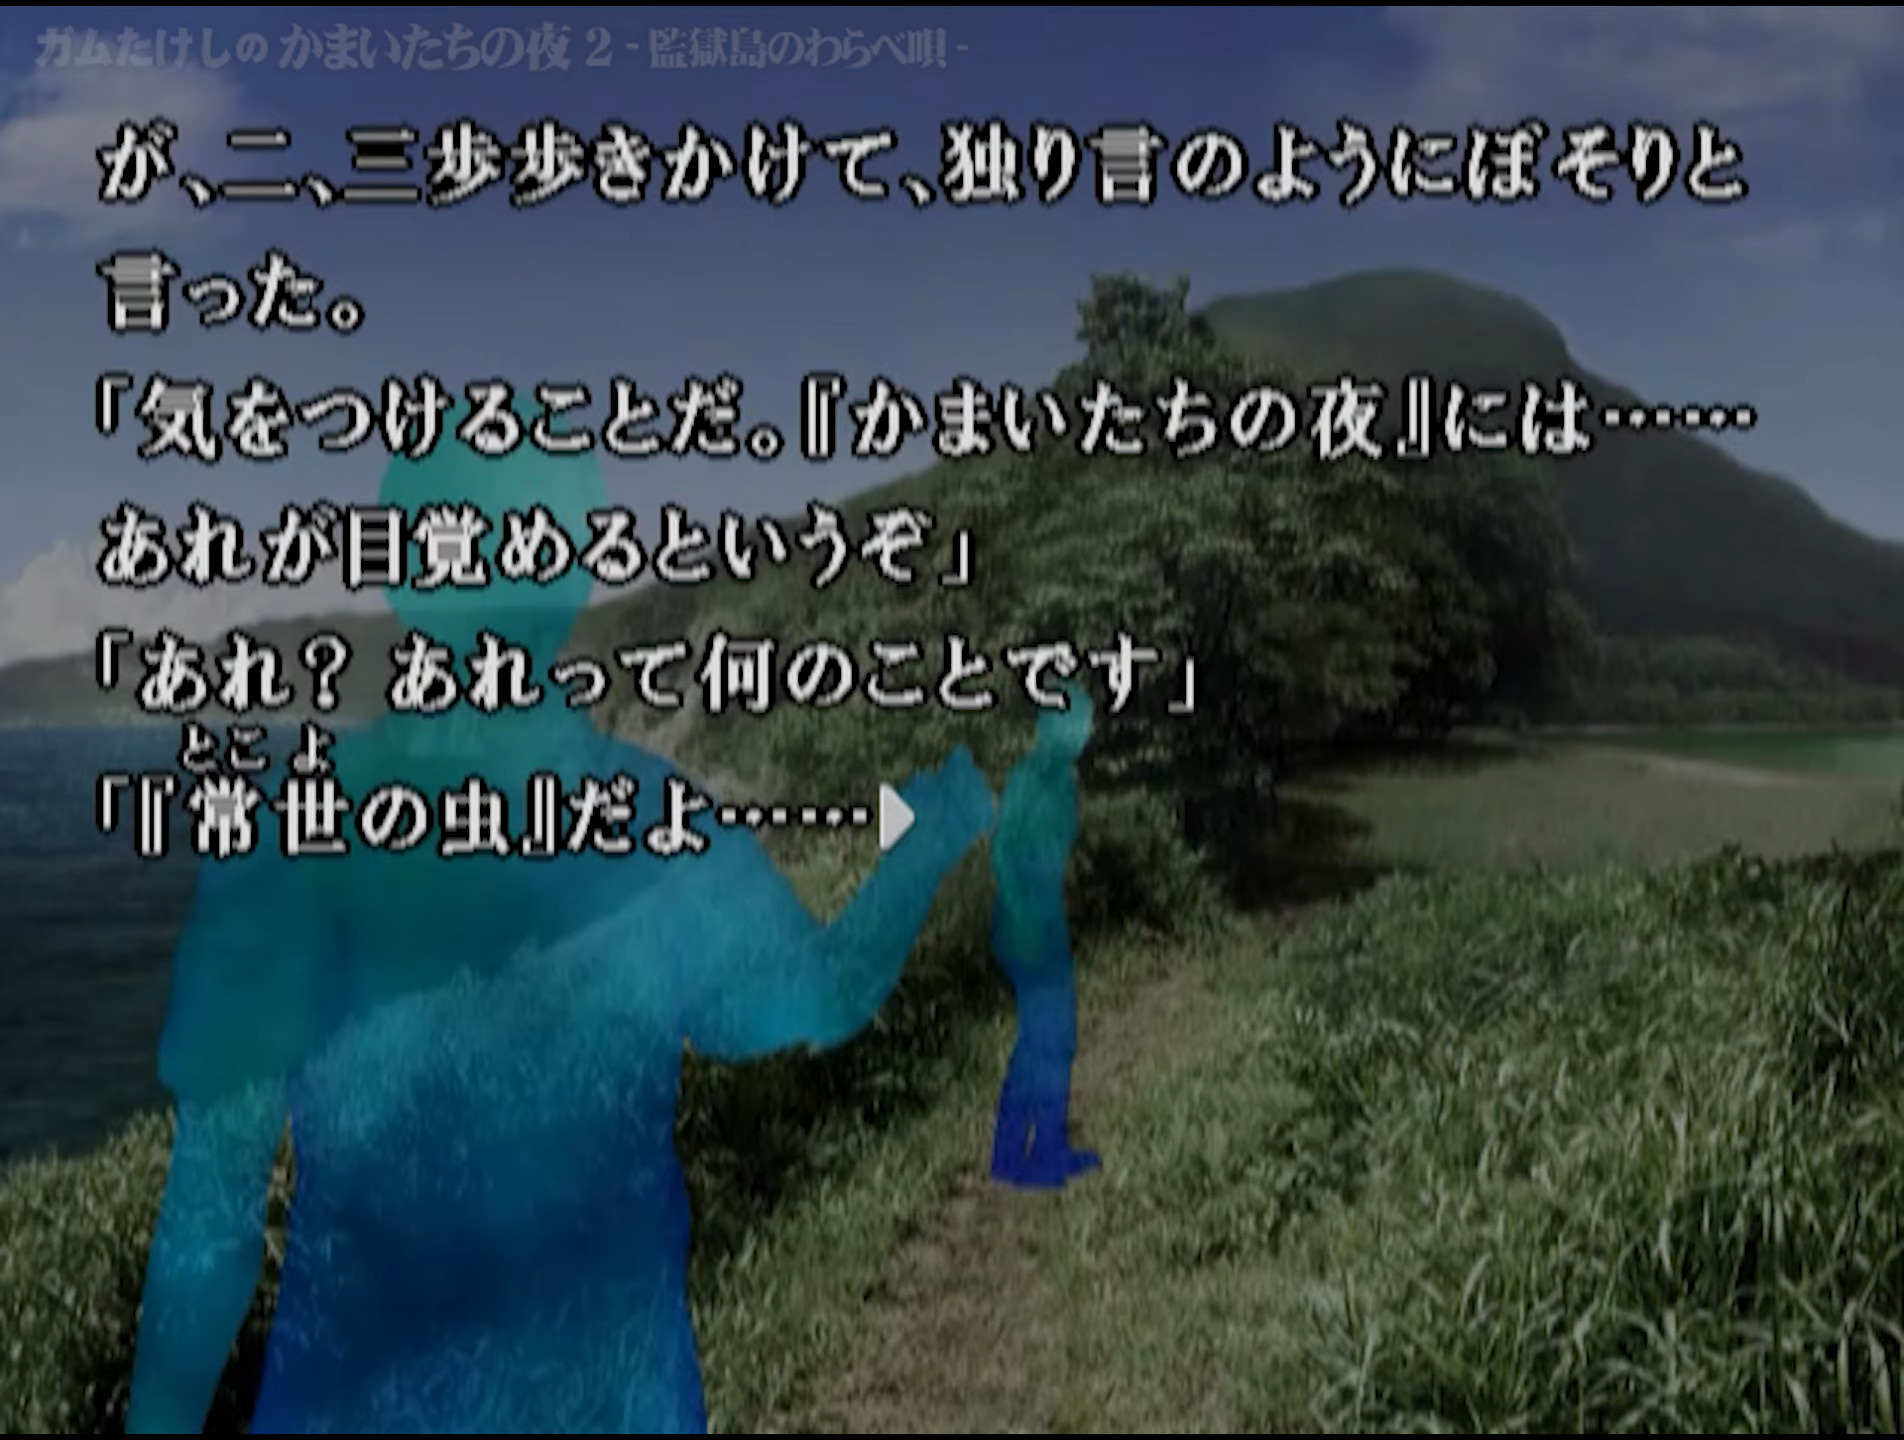 ガムたけしの かまいたちの夜 2 - 監獄島のわらべ唄 -
が、二、三歩歩きかけて、独り言のようにぼそりと
言った。
「気をつけることだ。『かまいたちの夜』には……
あれが目覚めるというぞ」
「あれ？ あれって何のことです」
とこよ
「『常世の虫』だよ……